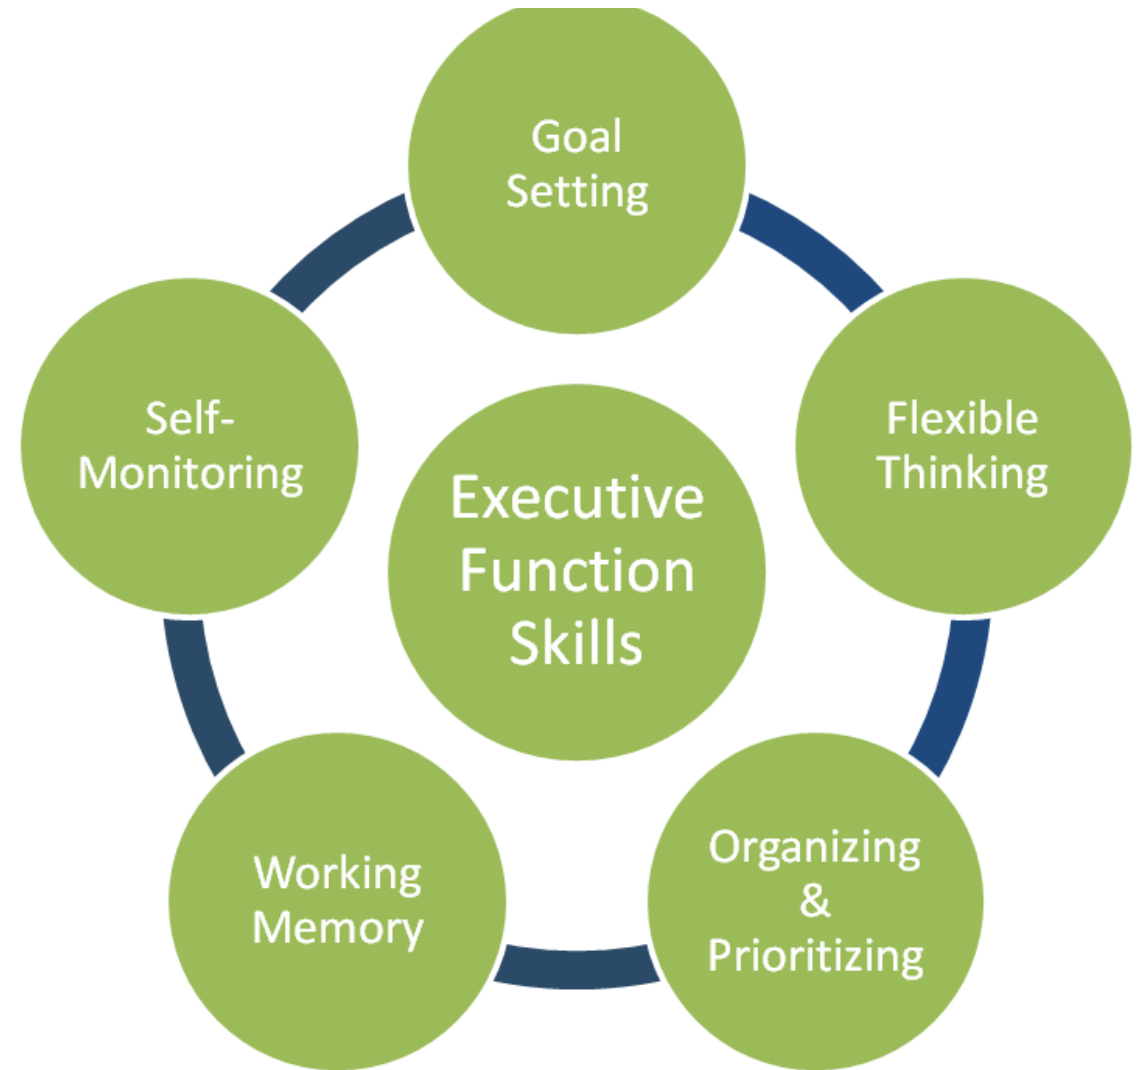 Goal
Setting
Flexible
Thinking
Organizing
&
Prioritizing
Working
Memory
Self-
Monitoring
Executive
Function
Skills